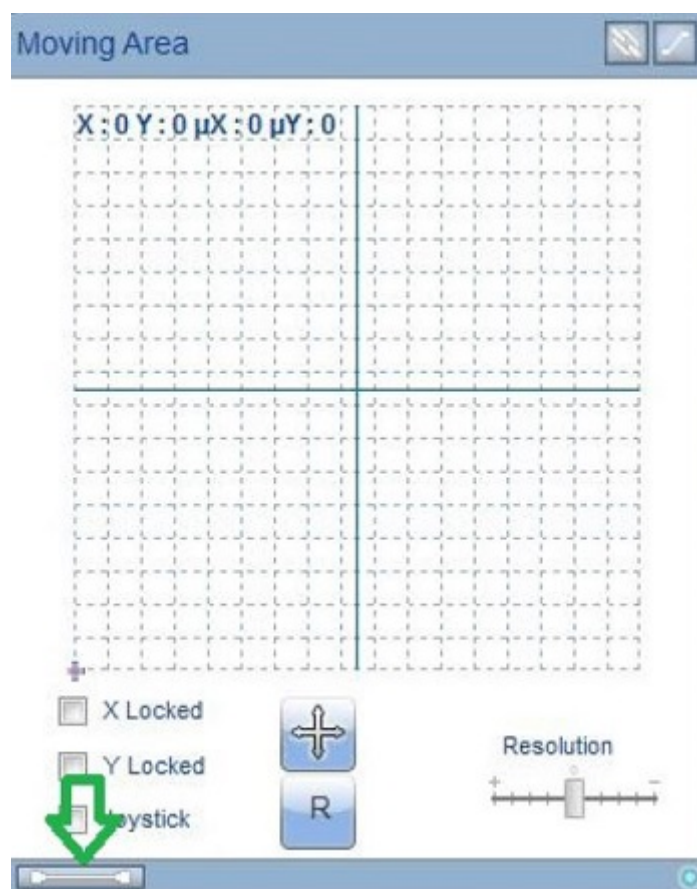 Moving Area
X : 0 Y : 0 µX : 0 µY : 0
X Locked
Y Locked
Resolution
+ −
R